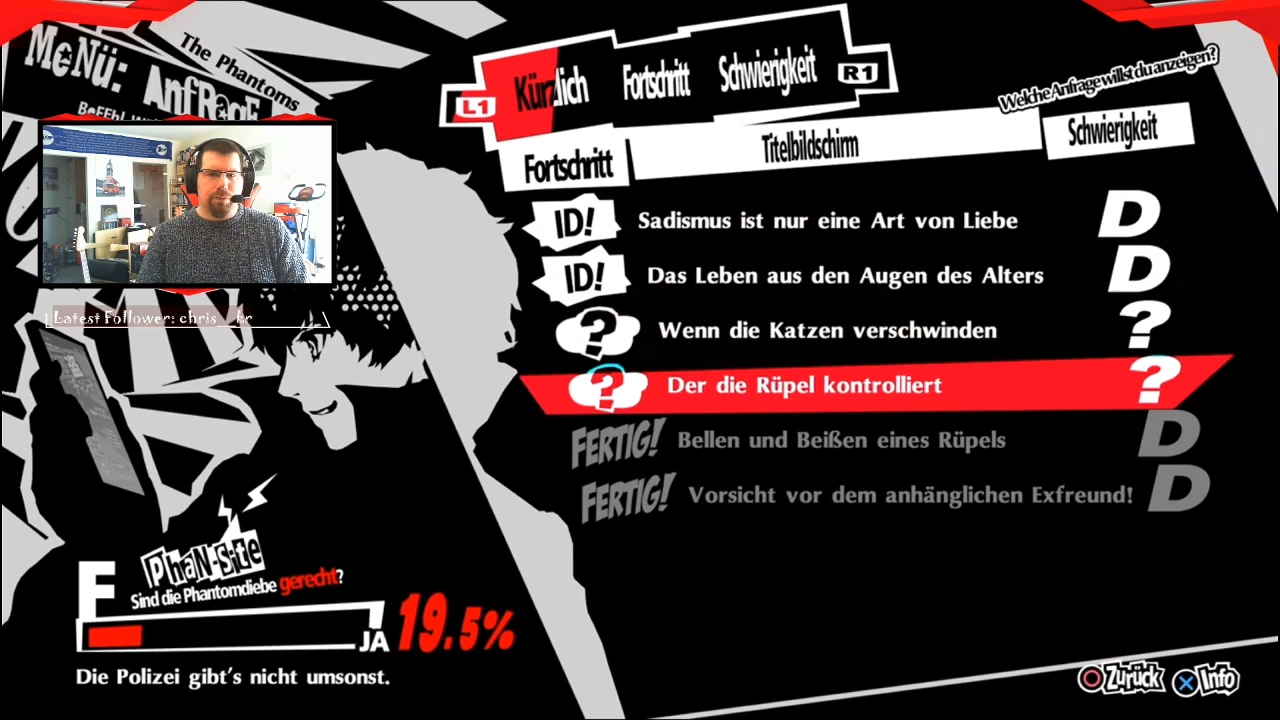 MeNü: AnfRaGE
The Phantoms
L1
Kürzlich
Fortschritt
Schwierigkeit
R1
Welche Anfrage willst du anzeigen?
Fortschritt
Titelbildschirm
Schwierigkeit
ID! Sadismus ist nur eine Art von Liebe D
ID! Das Leben aus den Augen des Alters D
? Wenn die Katzen verschwinden ?
? Der die Rüpel kontrolliert ?
FERTIG! Bellen und Beißen eines Rüpels D
FERTIG! Vorsicht vor dem anhänglichen Exfreund! D
Latest Follower: chris__kr
PhaN-Site
F Sind die Phantomdiebe gerecht?
JA 19.5%
Die Polizei gibt's nicht umsonst.
Zurück
Info